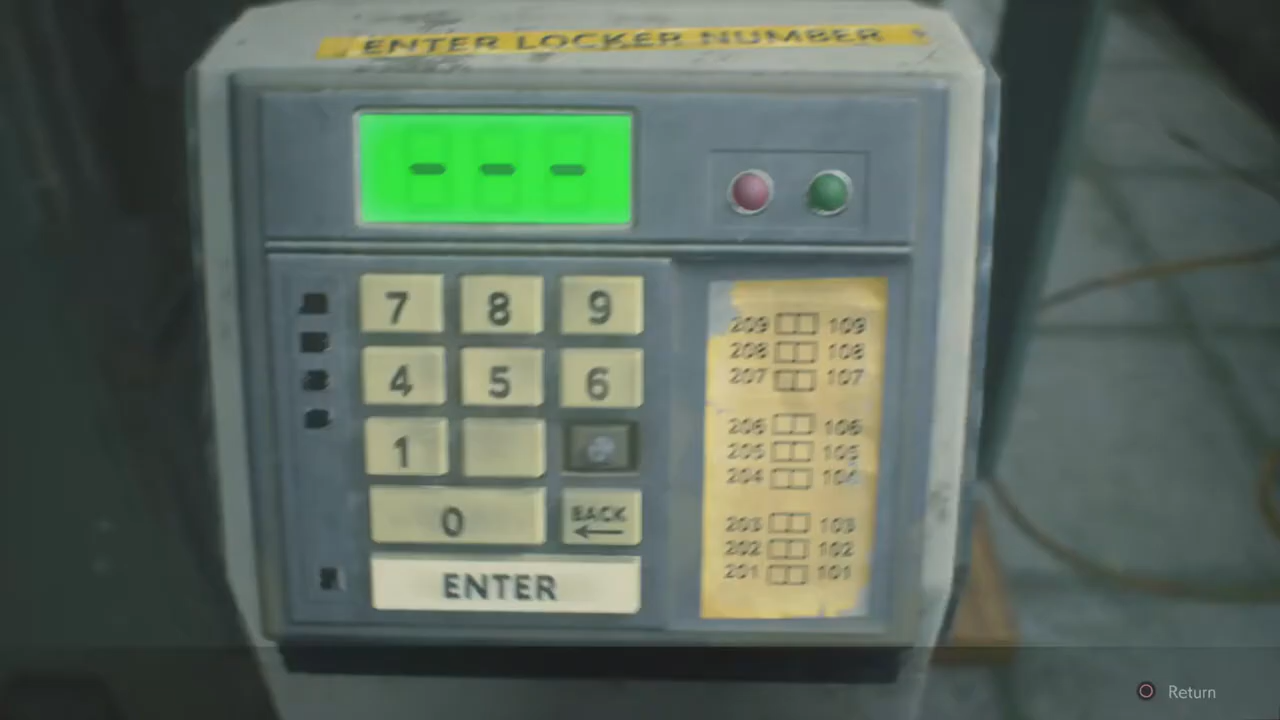 ENTER LOCKER NUMBER
- - -
7 8 9
4 5 6
1
0 BACK
ENTER
209 109
208 108
207 107
206 106
205 105
204 104
203 103
202 102
201 101
Return